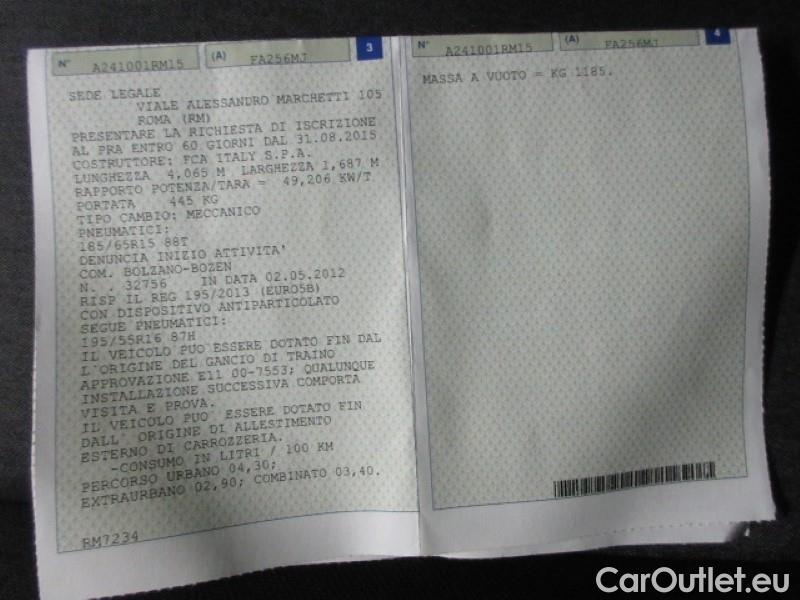 N° A241001RM15 (A) FA256MJ 3
SEDE LEGALE
VIALE ALESSANDRO MARCHETTI 105
ROMA (RM)
PRESENTARE LA RICHIESTA DI ISCRIZIONE
AL PRA ENTRO 60 GIORNI DAL 31.08.2015
COSTRUTTORE: FCA ITALY S.P.A.
LUNGHEZZA 4,065 M LARGHEZZA 1,687 M
RAPPORTO POTENZA/TARA = 49,206 KW/T
PORTATA 445 KG
TIPO CAMBIO: MECCANICO
PNEUMATICI:
185/65R15 88T
DENUNCIA INIZIO ATTIVITA'
COM. BOLZANO-BOZEN
N. . 32756 IN DATA 02.05.2012
RISP IL REG 195/2013 (EURO5B)
CON DISPOSITIVO ANTIPARTICOLATO
SEGUE PNEUMATICI:
195/55R16 87H
IL VEICOLO PUO' ESSERE DOTATO FIN DAL
L'ORIGINE DEL GANCIO DI TRAINO
APPROVAZIONE E11 00-7553; QUALUNQUE
INSTALLAZIONE SUCCESSIVA COMPORTA
VISITA E PROVA.
IL VEICOLO PUO' ESSERE DOTATO FIN
DALL' ORIGINE DI ALLESTIMENTO
ESTERNO DI CARROZZERIA.
-CONSUMO IN LITRI / 100 KM
PERCORSO URBANO 04,30;
EXTRAURBANO 02,90; COMBINATO 03,40.
RM7234
N° A241001RM15 (A) FA256MJ 4
MASSA A VUOTO = KG 1185.
CarOutlet.eu